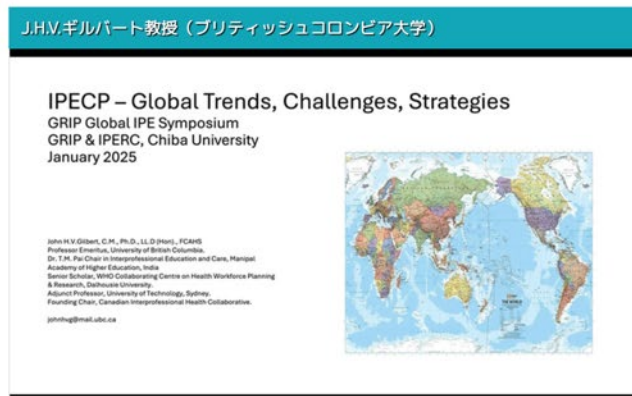 J.H.V.ギルバート教授（ブリティッシュコロンビア大学）
IPECP – Global Trends, Challenges, Strategies
GRIP Global IPE Symposium
GRIP & IPERC, Chiba University
January 2025
John H.V.Gilbert, C.M., Ph.D., LL.D (Hon)., FCAHS
Professor Emeritus, University of British Columbia.
Dr. T.M. Pai Chair in Interprofessional Education and Care, Manipal
Academy of Higher Education, India
Senior Scholar, WHO Collaborating Centre on Health Workforce Planning
& Research, Dalhousie University.
Adjunct Professor, University of Technology, Sydney.
Founding Chair, Canadian Interprofessional Health Collaborative.
johnhvg@mail.ubc.ca
THE WORLD